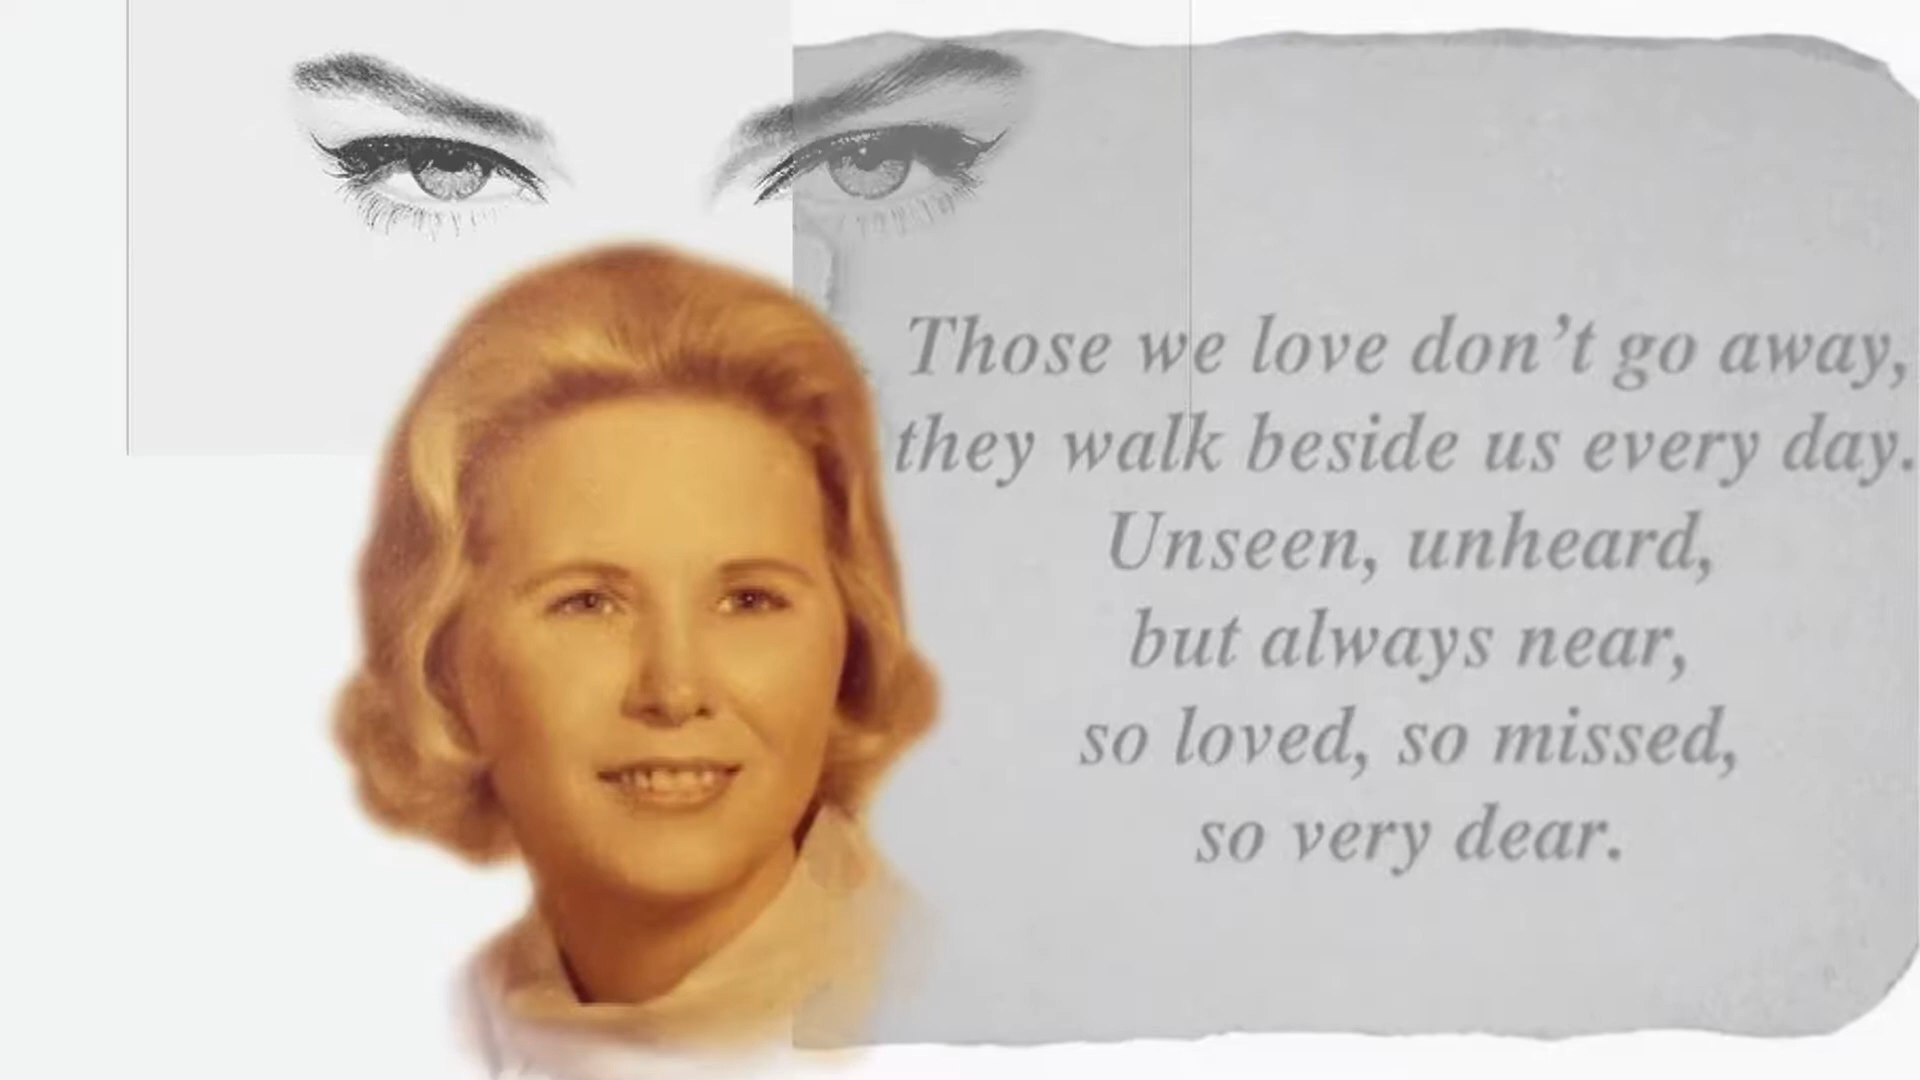 Those we love don’t go away,
they walk beside us every day.
Unseen, unheard,
but always near,
so loved, so missed,
so very dear.